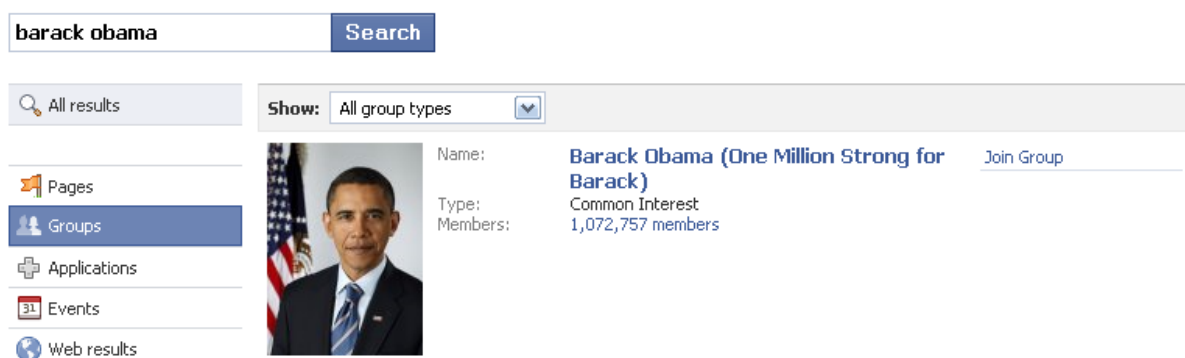 barack obama
Search
All results
Pages
Groups
Applications
31 Events
Web results
Show: All group types
Name: Barack Obama (One Million Strong for
Barack)
Join Group
Type: Common Interest
Members: 1,072,757 members